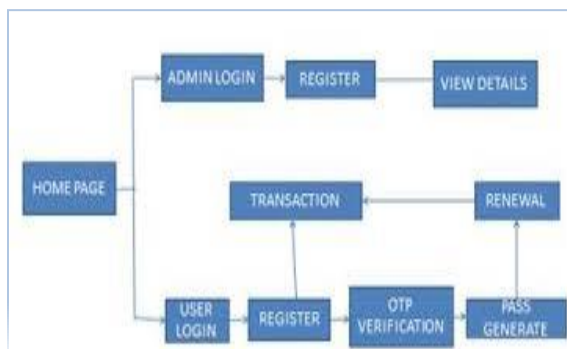 ADMIN LOGIN
REGISTER
VIEW DETAILS
HOME PAGE
TRANSACTION
RENEWAL
USER
LOGIN
REGISTER
OTP
VERIFICATION
PASS
GENERATE